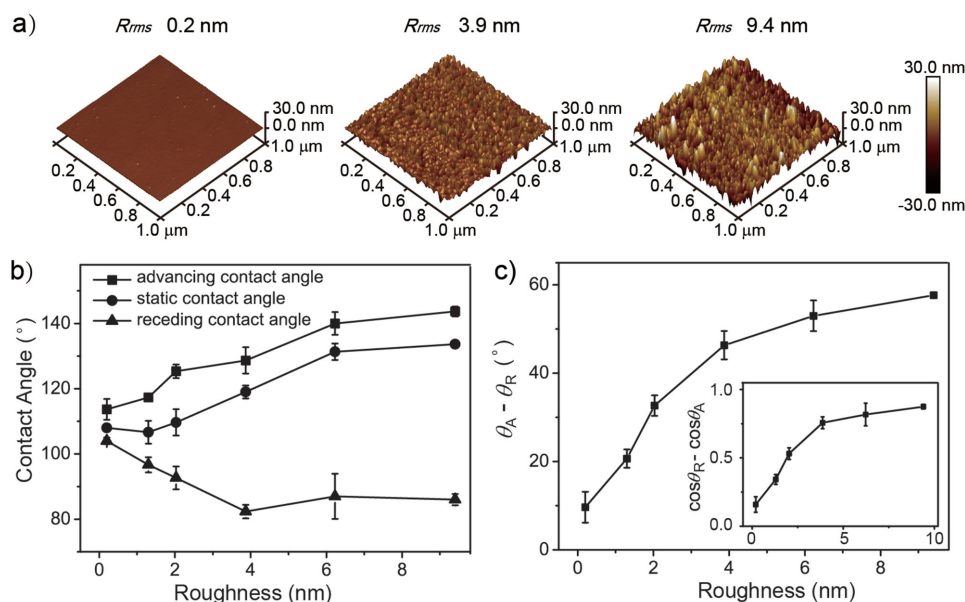 a)
Rrms 0.2 nm
Rrms 3.9 nm
Rrms 9.4 nm
30.0 nm
0.0 nm
1.0 μm
0.8
0.6
0.4
0.2
0.2
0.4
0.6
0.8
1.0 μm
30.0 nm
0.0 nm
1.0 μm
0.8
0.6
0.4
0.2
0.2
0.4
0.6
0.8
1.0 μm
30.0 nm
0.0 nm
1.0 μm
0.8
0.6
0.4
0.2
0.2
0.4
0.6
0.8
1.0 μm
30.0 nm
-30.0 nm
b)
advancing contact angle
static contact angle
receding contact angle
Contact Angle (°)
140
120
100
80
0 2 4 6 8
Roughness (nm)
c)
θA - θR (°)
60
40
20
0
0 2 4 6 8
Roughness (nm)
cosθR- cosθA
1.0
0.5
0.0
0 5 10